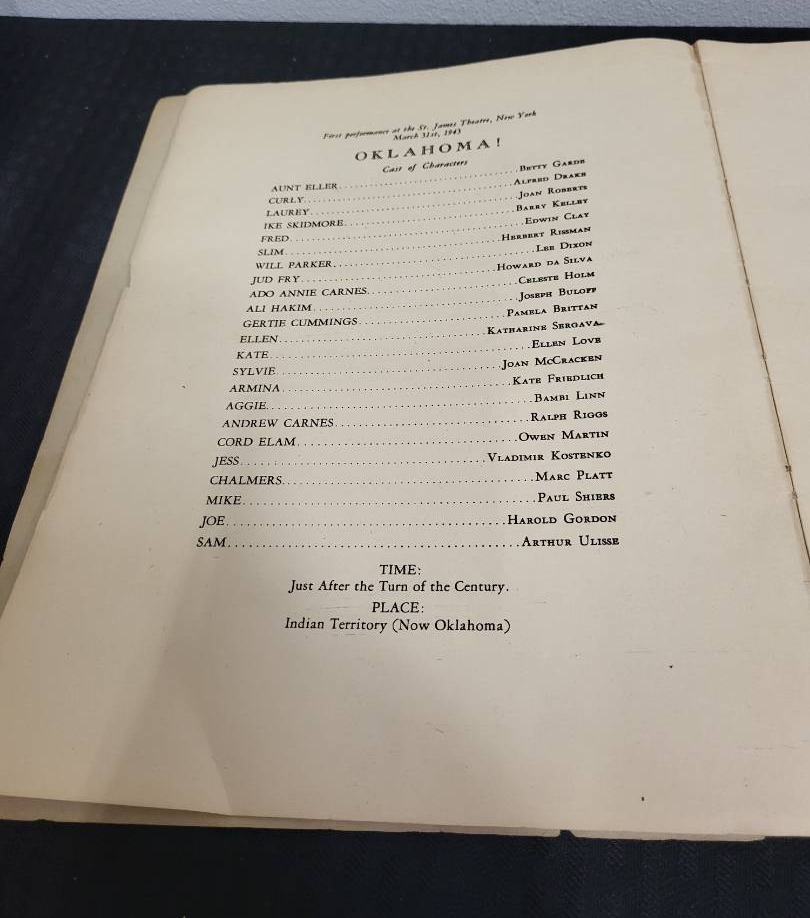 First performance at the St. James Theatre, New York
March 31st, 1943
OKLAHOMA!
Cast of Characters
AUNT ELLER..............................BETTY GARDE
CURLY..............................ALFRED DRAKE
LAUREY..............................JOAN ROBERTS
IKE SKIDMORE..............................BARRY KELLEY
FRED..............................EDWIN CLAY
SLIM..............................HERBERT RISSMAN
WILL PARKER..............................LEE DIXON
JUD FRY..............................HOWARD DA SILVA
ADO ANNIE CARNES..............................CELESTE HOLM
ALI HAKIM..............................JOSEPH BULOFF
GERTIE CUMMINGS..............................PAMELA BRITTAN
ELLEN..............................KATHARINE SERGAVA
KATE..............................ELLEN LOVE
SYLVIE..............................JOAN MCCRACKEN
ARMINA..............................KATE FRIEDLICH
AGGIE..............................BAMBI LINN
ANDREW CARNES..............................RALPH RIGGS
CORD ELAM..............................OWEN MARTIN
JESS..............................VLADIMIR KOSTENKO
CHALMERS..............................MARC PLATT
MIKE..............................PAUL SHIERS
JOE..............................HAROLD GORDON
SAM..............................ARTHUR ULISSE
TIME:
Just After the Turn of the Century.
PLACE:
Indian Territory (Now Oklahoma)